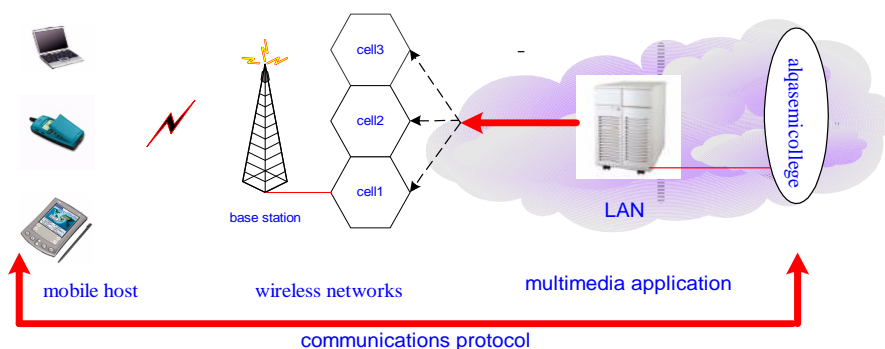 cell3
cell2
cell1
base station
alqasemicollege
LAN
mobile host
wireless networks
multimedia application
communications protocol